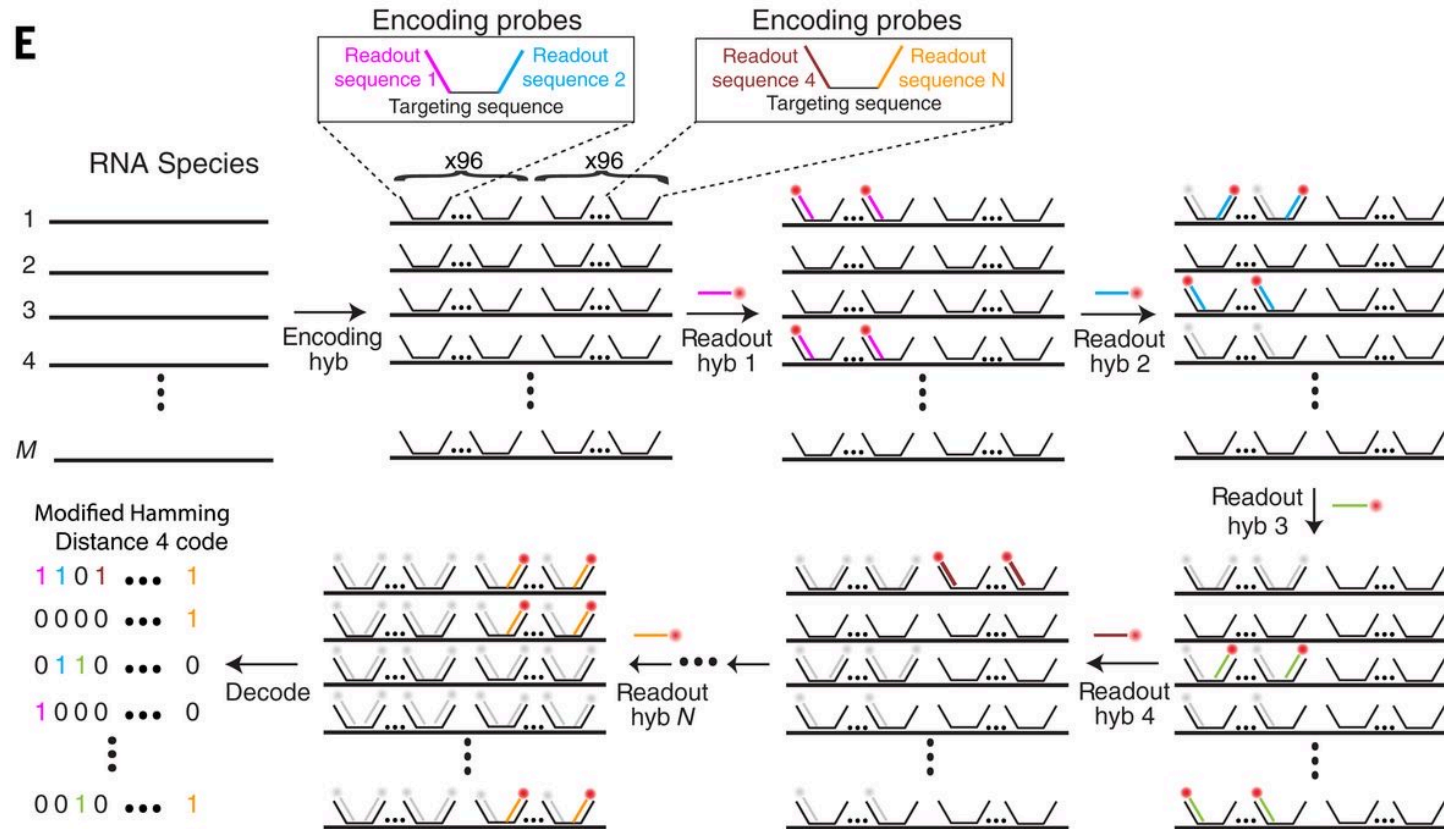 E
Encoding probes
Readout
sequence 1
Readout
sequence 2
Targeting sequence
Encoding probes
Readout
sequence 4
Readout
sequence N
Targeting sequence
RNA Species
x96
x96
1
2
3
4
M
Encoding
hyb
Readout
hyb 1
Readout
hyb 2
Readout
hyb 3
Readout
hyb 4
Readout
hyb N
Decode
Modified Hamming
Distance 4 code
1 1 0 1 ••• 1
0 0 0 0 ••• 1
0 1 1 0 ••• 0
1 0 0 0 ••• 0
0 0 1 0 ••• 1